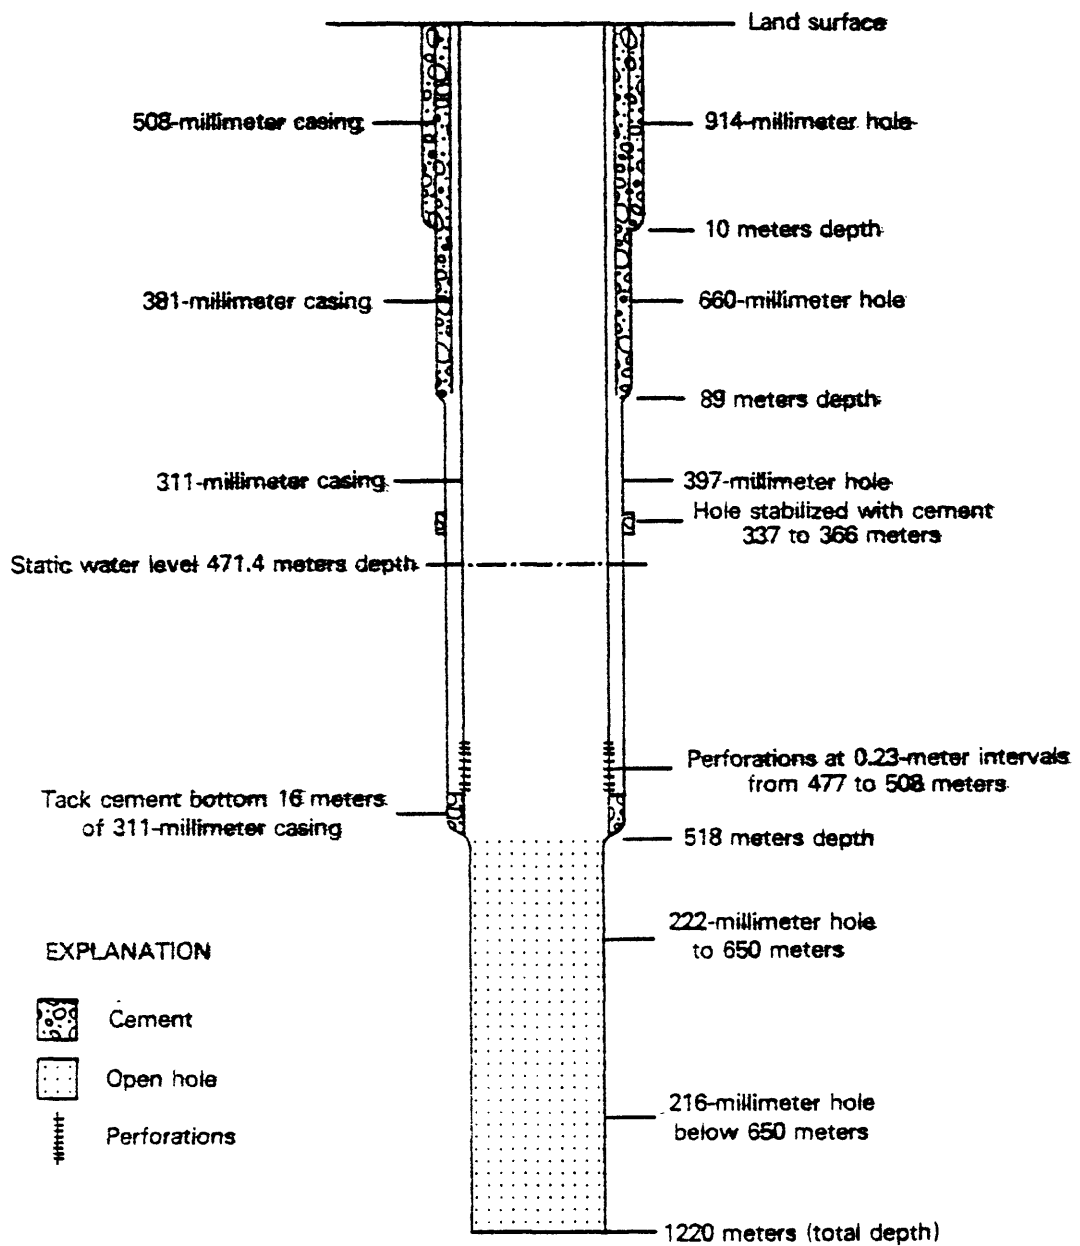 Land surface
508-millimeter casing
914-millimeter hole
10 meters depth
381-millimeter casing
660-millimeter hole
89 meters depth
311-millimeter casing
397-millimeter hole
Hole stabilized with cement
337 to 366 meters
Static water level 471.4 meters depth
Perforations at 0.23-meter intervals
from 477 to 508 meters
Tack cement bottom 16 meters
of 311-millimeter casing
518 meters depth
222-millimeter hole
to 650 meters
EXPLANATION
Cement
Open hole
Perforations
216-millimeter hole
below 650 meters
1220 meters (total depth)